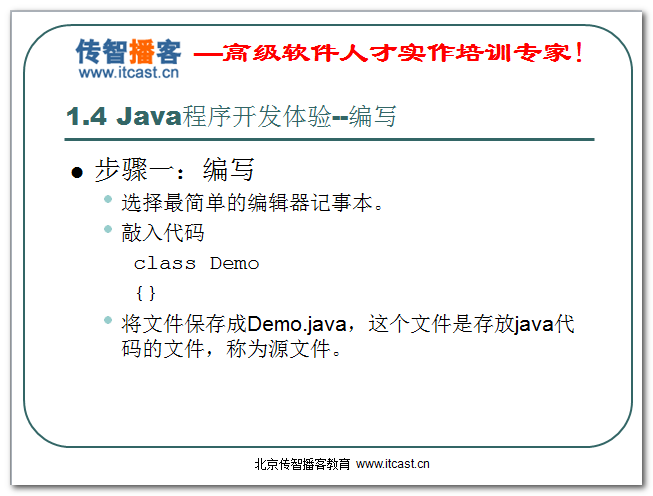 传智播客 —高级软件人才实作培训专家!
www.itcast.cn
1.4 Java程序开发体验--编写
步骤一：编写
选择最简单的编辑器记事本。
敲入代码
class Demo
{}
将文件保存成Demo.java，这个文件是存放java代
码的文件，称为源文件。
北京传智播客教育 www.itcast.cn